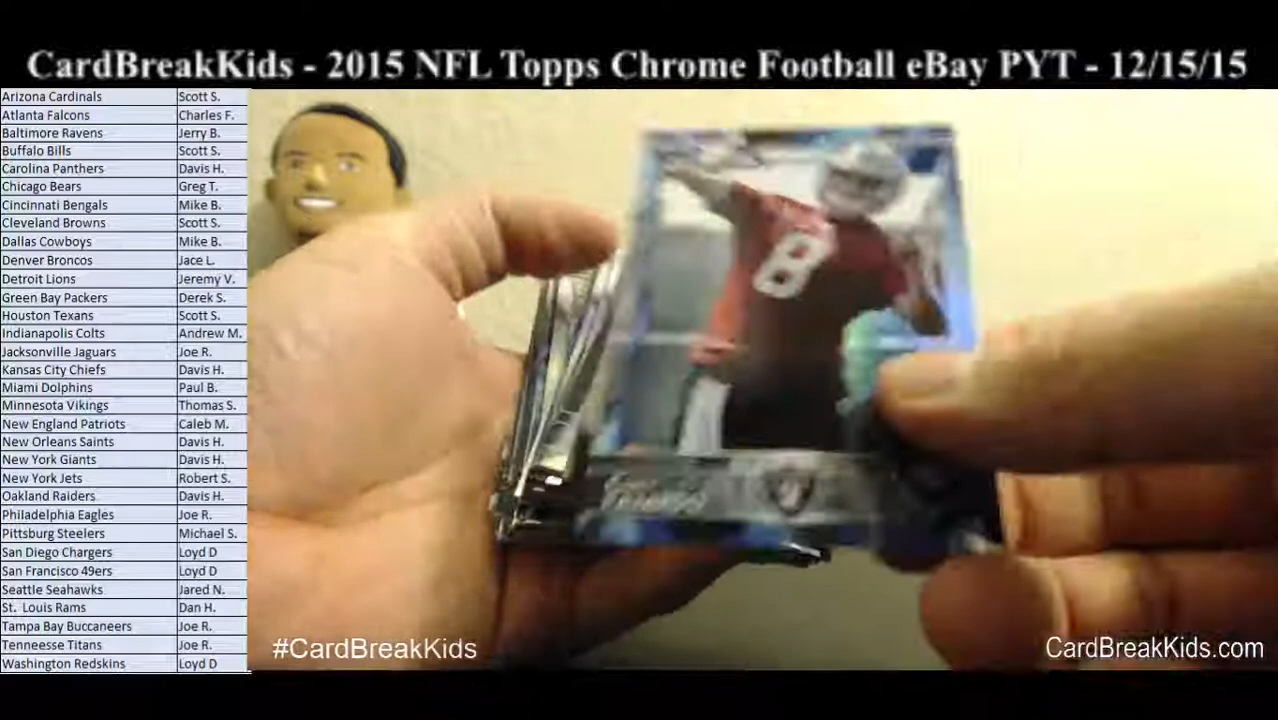 CardBreakKids - 2015 NFL Topps Chrome Football eBay PYT - 12/15/15
Arizona Cardinals Scott S.
Atlanta Falcons Charles F.
Baltimore Ravens Jerry B.
Buffalo Bills Scott S.
Carolina Panthers Davis H.
Chicago Bears Greg T.
Cincinnati Bengals Mike B.
Cleveland Browns Scott S.
Dallas Cowboys Mike B.
Denver Broncos Jace L.
Detroit Lions Jeremy V.
Green Bay Packers Derek S.
Houston Texans Scott S.
Indianapolis Colts Andrew M.
Jacksonville Jaguars Joe R.
Kansas City Chiefs Davis H.
Miami Dolphins Paul B.
Minnesota Vikings Thomas S.
New England Patriots Caleb M.
New Orleans Saints Davis H.
New York Giants Davis H.
New York Jets Robert S.
Oakland Raiders Davis H.
Philadelphia Eagles Joe R.
Pittsburg Steelers Michael S.
San Diego Chargers Loyd D
San Francisco 49ers Loyd D
Seattle Seahawks Jared N.
St. Louis Rams Dan H.
Tampa Bay Buccaneers Joe R.
Tenneesse Titans Joe R.
Washington Redskins Loyd D
8
#CardBreakKids
CardBreakKids.com